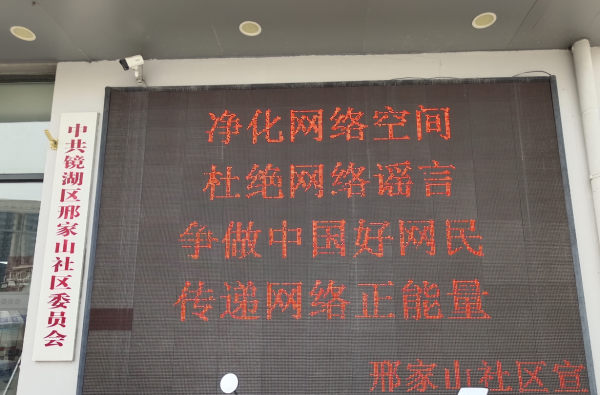 中共镜湖区邢家山社区委员会
净化网络空间
杜绝网络谣言
争做中国好网民
传递网络正能量
邢家山社区宣